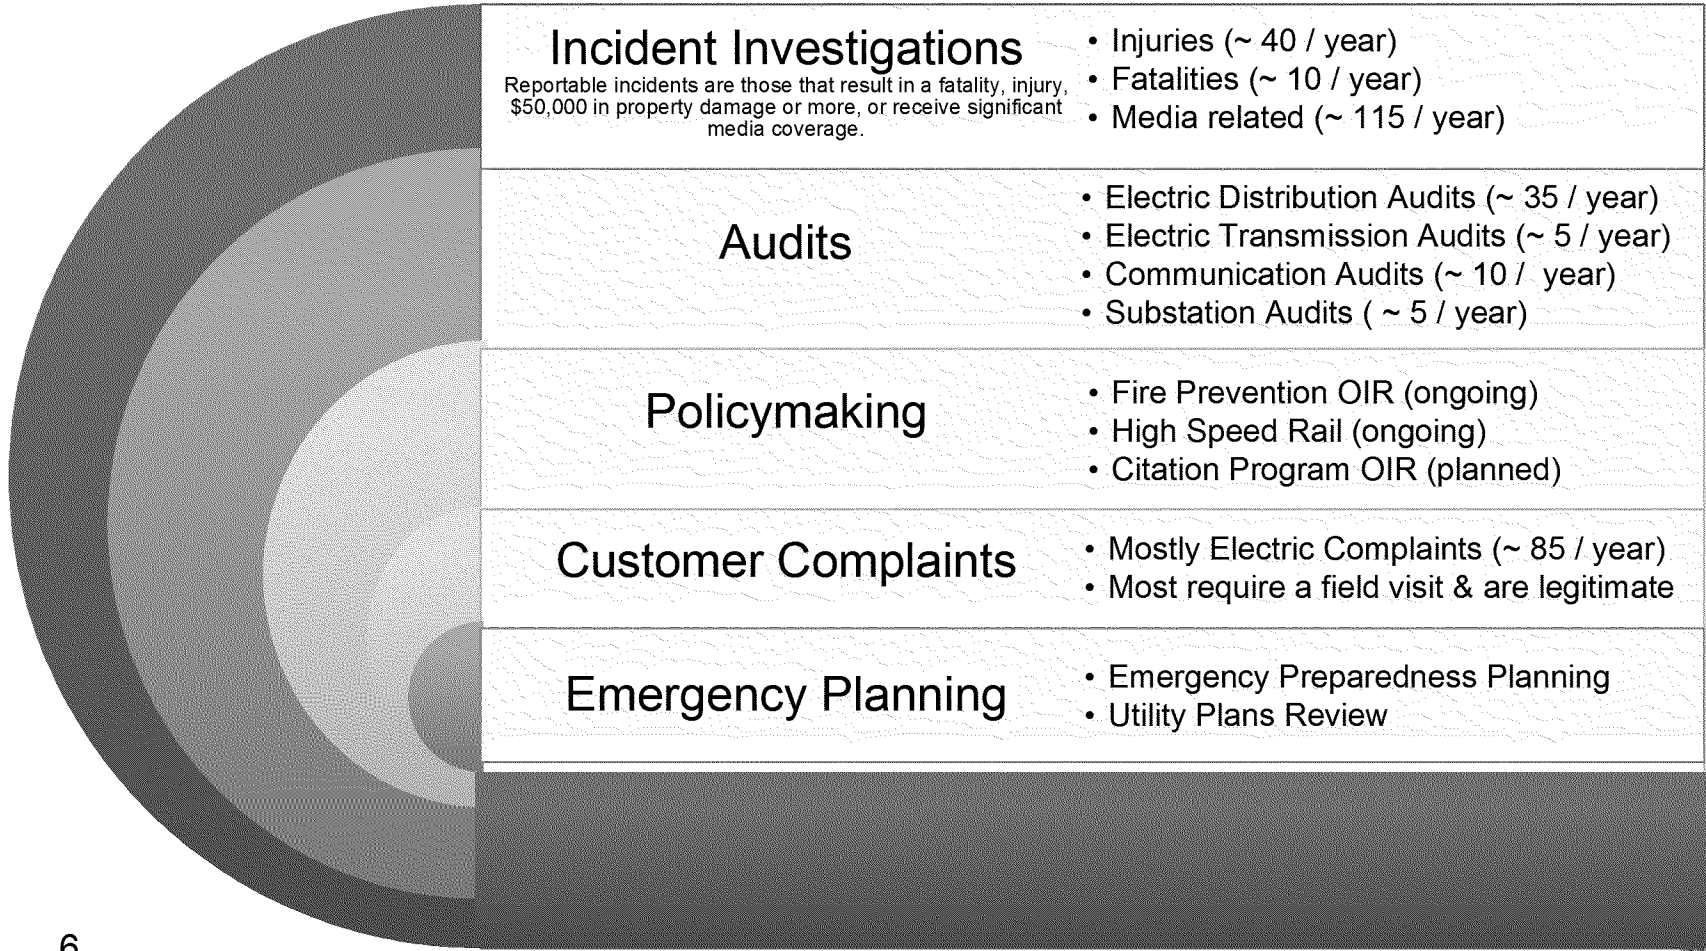 Incident Investigations
Reportable incidents are those that result in a fatality, injury,
$50,000 in property damage or more, or receive significant
media coverage.
• Injuries (~ 40 / year)
• Fatalities (~ 10 / year)
• Media related (~ 115 / year)
Audits
• Electric Distribution Audits (~ 35 / year)
• Electric Transmission Audits (~ 5 / year)
• Communication Audits (~ 10 /  year)
• Substation Audits ( ~ 5 / year)
Policymaking
• Fire Prevention OIR (ongoing)
• High Speed Rail (ongoing)
• Citation Program OIR (planned)
Customer Complaints
• Mostly Electric Complaints (~ 85 / year)
• Most require a field visit & are legitimate
Emergency Planning
• Emergency Preparedness Planning
• Utility Plans Review
6